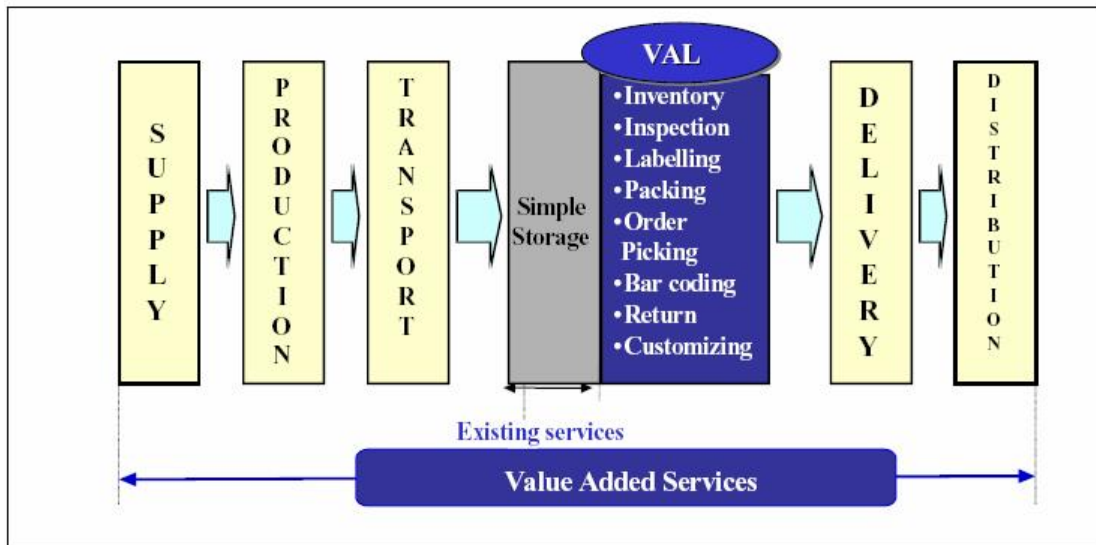 SUPPLY
PRODUCTION
TRANSPORT
Simple
Storage
VAL
•Inventory
•Inspection
•Labelling
•Packing
•Order
Picking
•Bar coding
•Return
•Customizing
DELIVERY
DISTRIBUTION
Existing services
Value Added Services